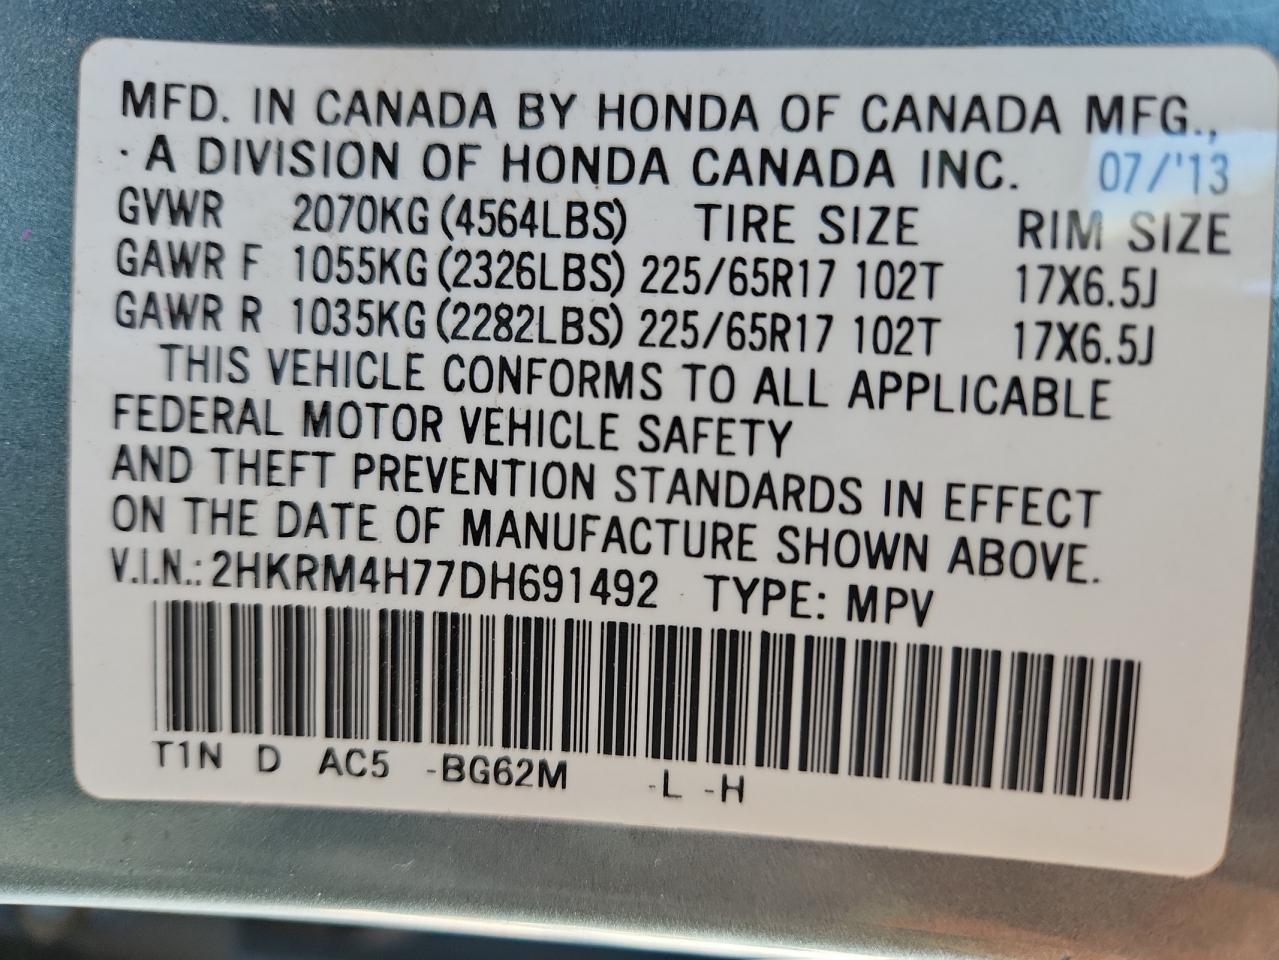 MFD. IN CANADA BY HONDA OF CANADA MFG.,
A DIVISION OF HONDA CANADA INC. 07/'13
GVWR 2070KG (4564LBS) TIRE SIZE RIM SIZE
GAWR F 1055KG (2326LBS) 225/65R17 102T 17X6.5J
GAWR R 1035KG (2282LBS) 225/65R17 102T 17X6.5J
THIS VEHICLE CONFORMS TO ALL APPLICABLE
FEDERAL MOTOR VEHICLE SAFETY
AND THEFT PREVENTION STANDARDS IN EFFECT
ON THE DATE OF MANUFACTURE SHOWN ABOVE.
V.I.N.: 2HKRM4H77DH691492 TYPE: MPV
T1N D AC5 -BG62M -L -H